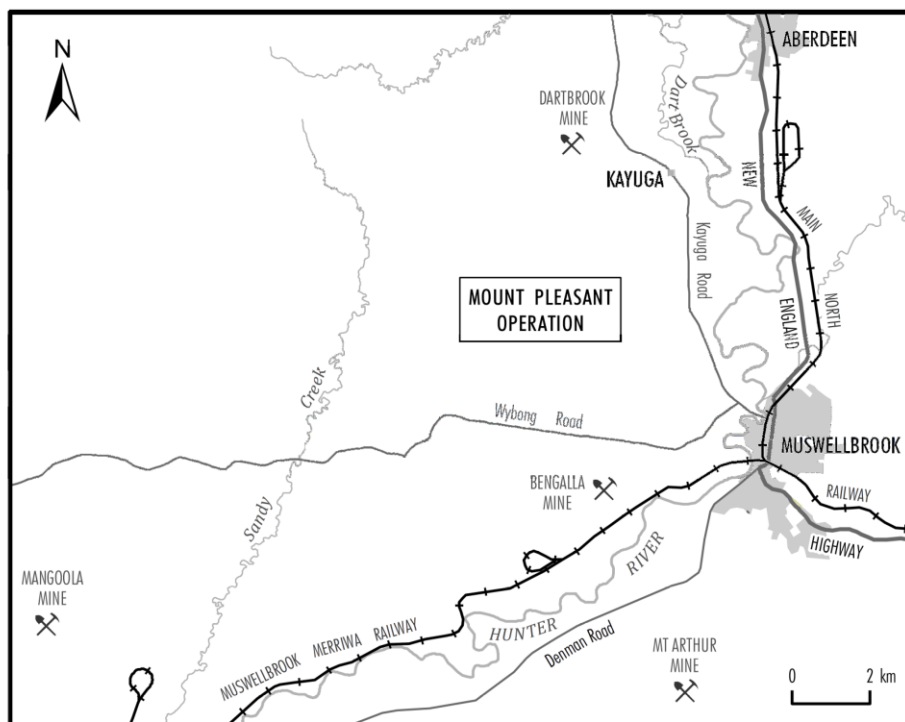 N
ABERDEEN
DARTBROOK
MINE
Dart Brook
KAYUGA
NEW
MAIN
Kayuga Road
MOUNT PLEASANT
OPERATION
ENGLAND
NORTH
Creek
Wybong Road
MUSWELLBROOK
BENGALLA
MINE
RAILWAY
Sandy
HIGHWAY
RIVER
MANGOOLA
MINE
HUNTER
MUSWELLBROOK MERRIWA RAILWAY
Denman Road
MT ARTHUR
MINE
0 2 km